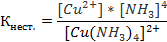 Кнест. = [Cu²⁺] * [NH₃]⁴ / [Cu(NH₃)₄]²⁺